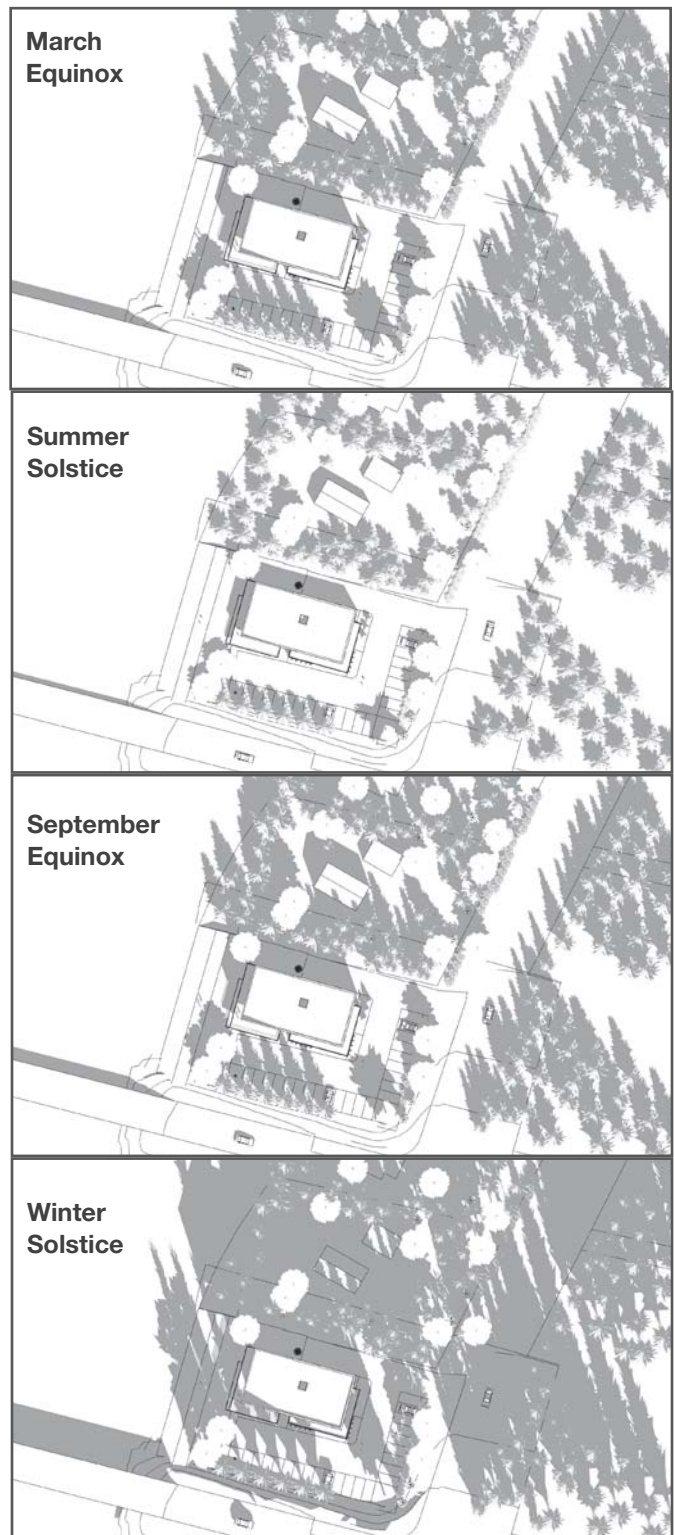 March
Equinox
Summer
Solstice
September
Equinox
Winter
Solstice